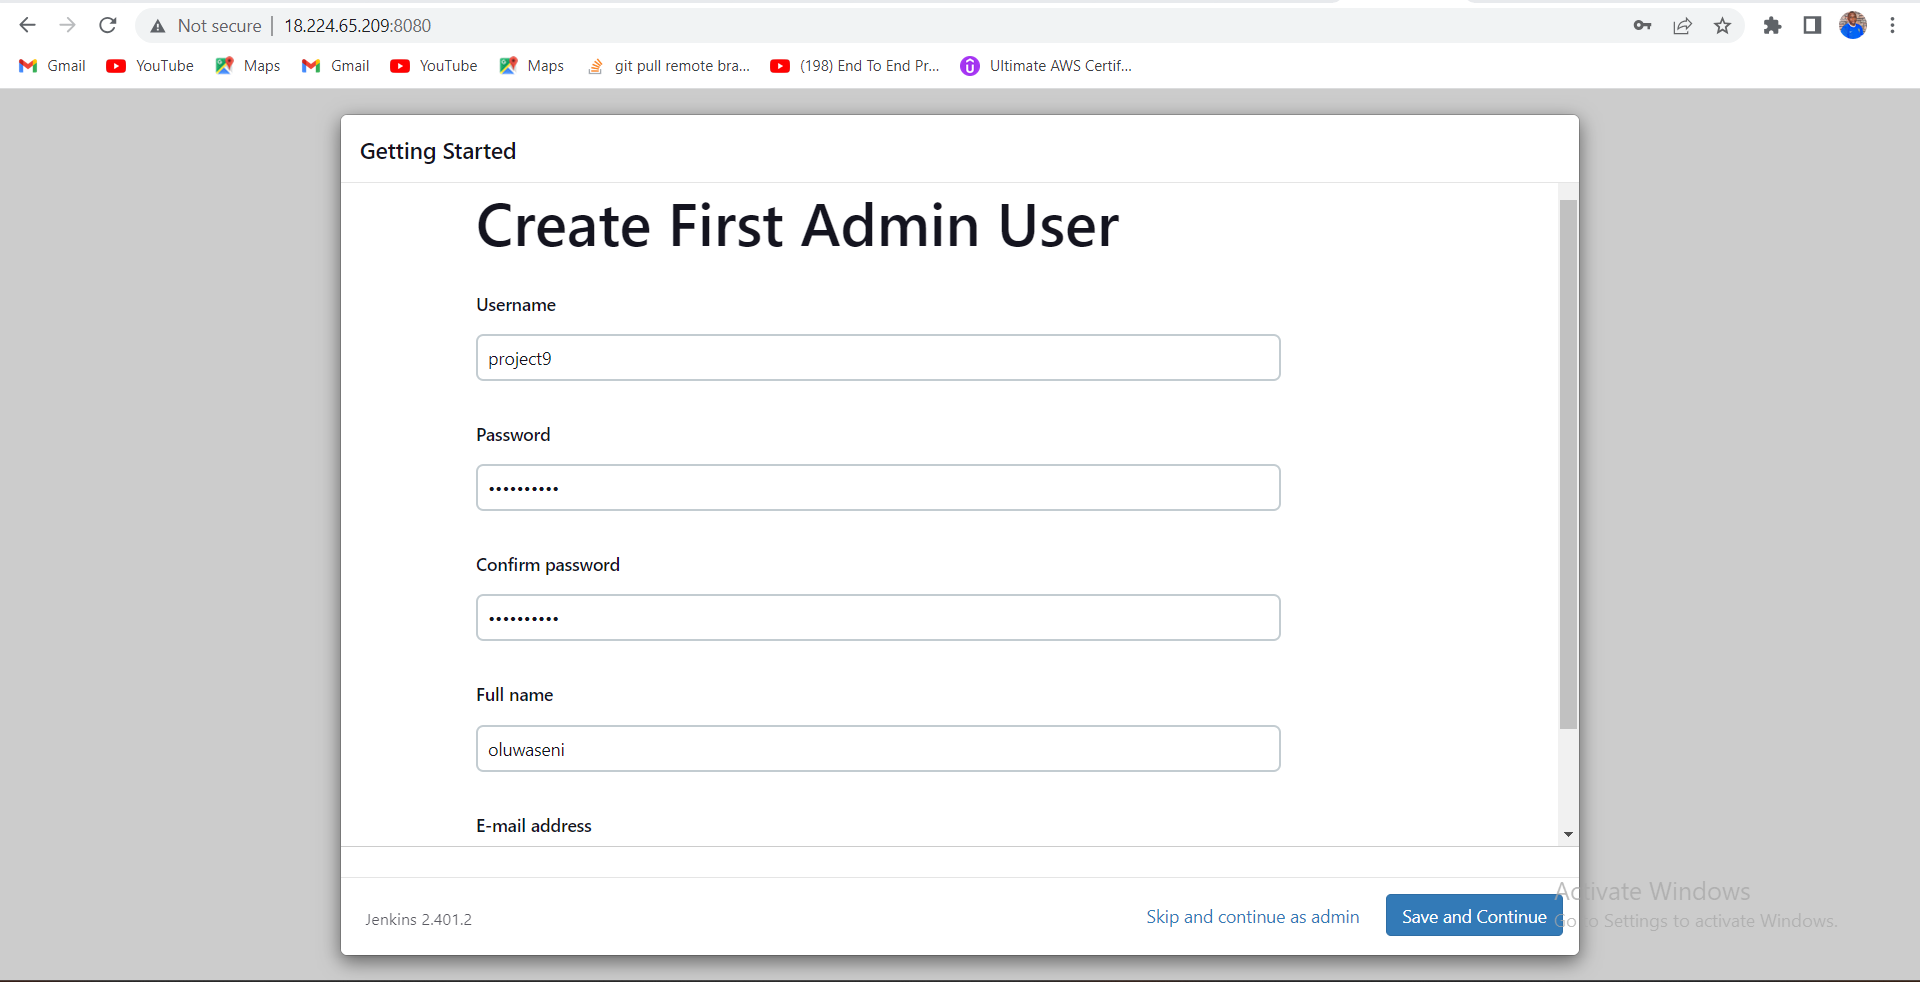 Not secure | 18.224.65.209:8080
Gmail YouTube Maps Gmail YouTube Maps git pull remote bra... (198) End To End Pr... Ultimate AWS Certif...
Getting Started
Create First Admin User
Username
project9
Password
••••••••••
Confirm password
••••••••••
Full name
oluwaseni
E-mail address
Jenkins 2.401.2
Skip and continue as admin
Save and Continue
Activate Windows
Go to Settings to activate Windows.